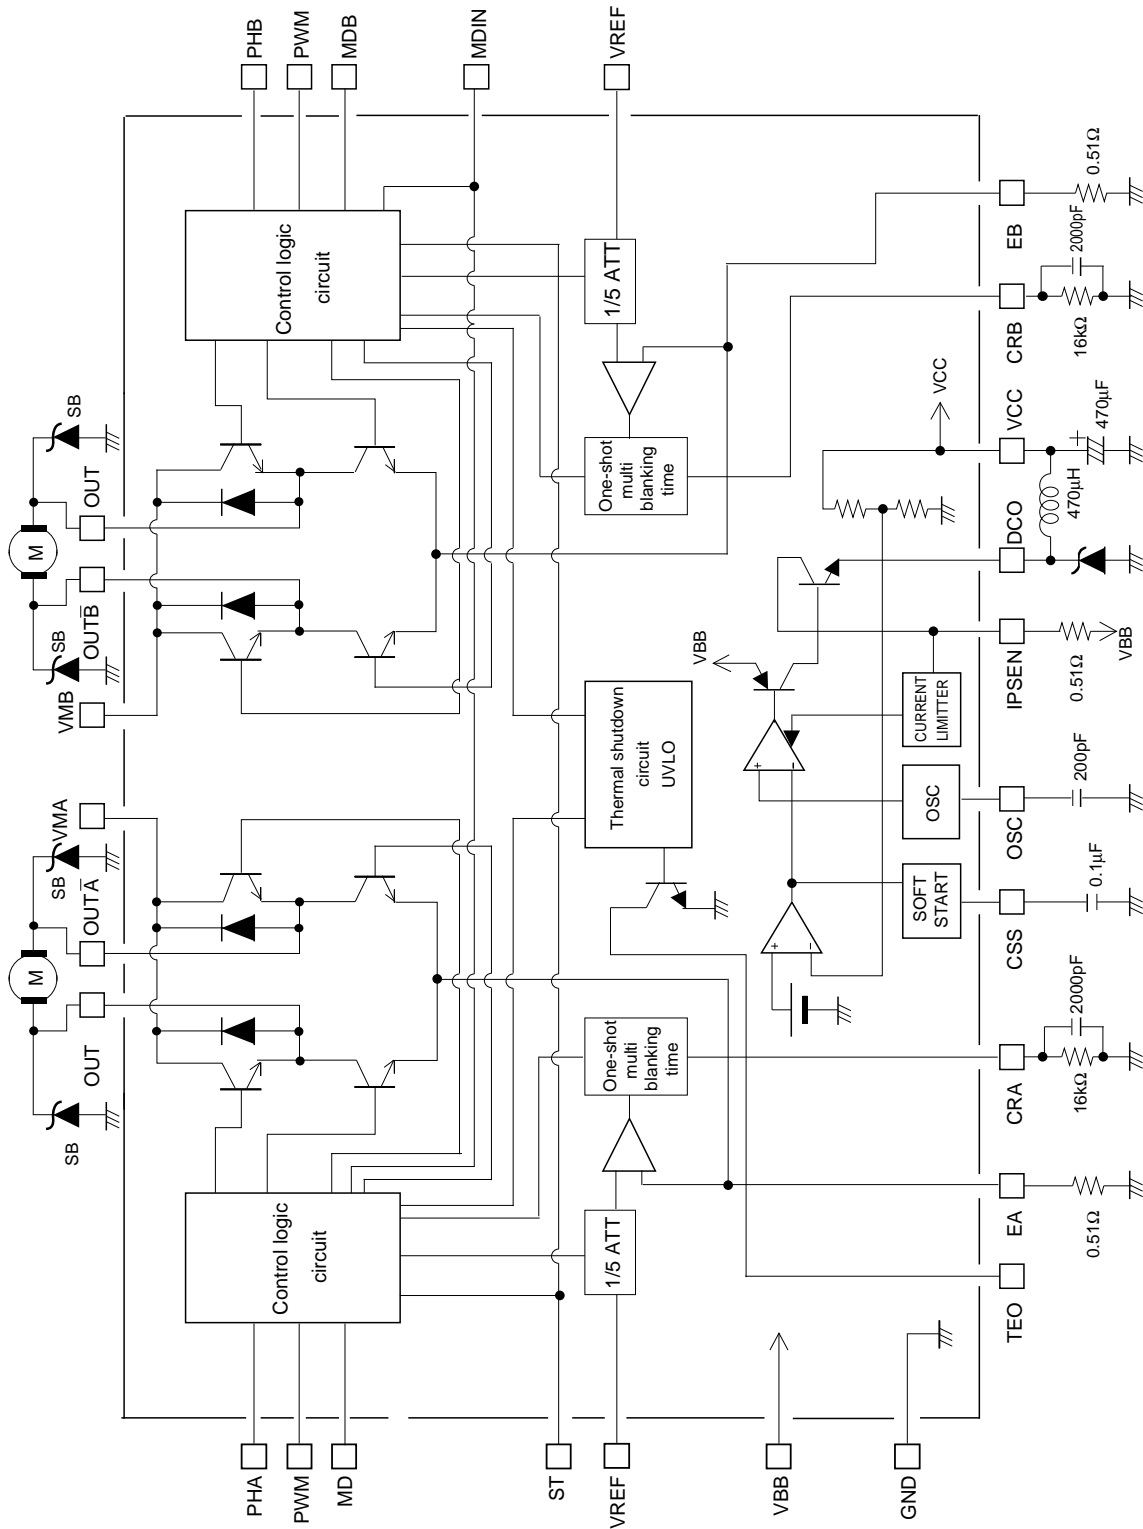 SB
OUT
M
OUT̅B
SB
VMB
VMA
SB
OUT̅A
M
OUT
SB
PHB
PWM
MDB
MDIN
VREF
Control logic
circuit
1/5 ATT
One-shot
multi
blanking
time
Thermal shutdown
circuit
UVLO
VCC
VBB
+
-
CURRENT
LIMITTER
OSC
SOFT
START
+
-
One-shot
multi
blanking
time
1/5 ATT
Control logic
circuit
PHA
PWM
MD
ST
VREF
VBB
GND
EB
0.51Ω
CRB
2000pF
16kΩ
VCC
+
470µF
470µH
DCO
IPSEN
0.51Ω
VBB
OSC
200pF
CSS
0.1µF
CRA
2000pF
16kΩ
EA
0.51Ω
TEO